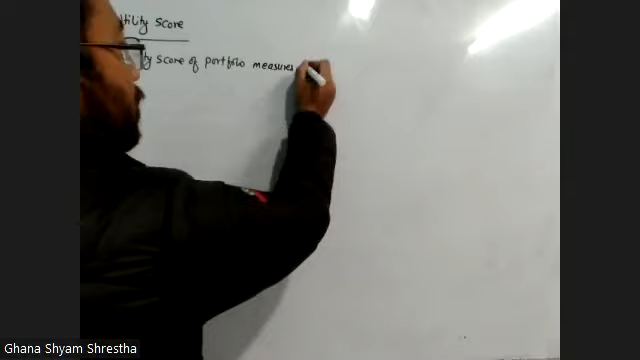 tility Score
ty score of portfolio measures
Ghana Shyam Shrestha